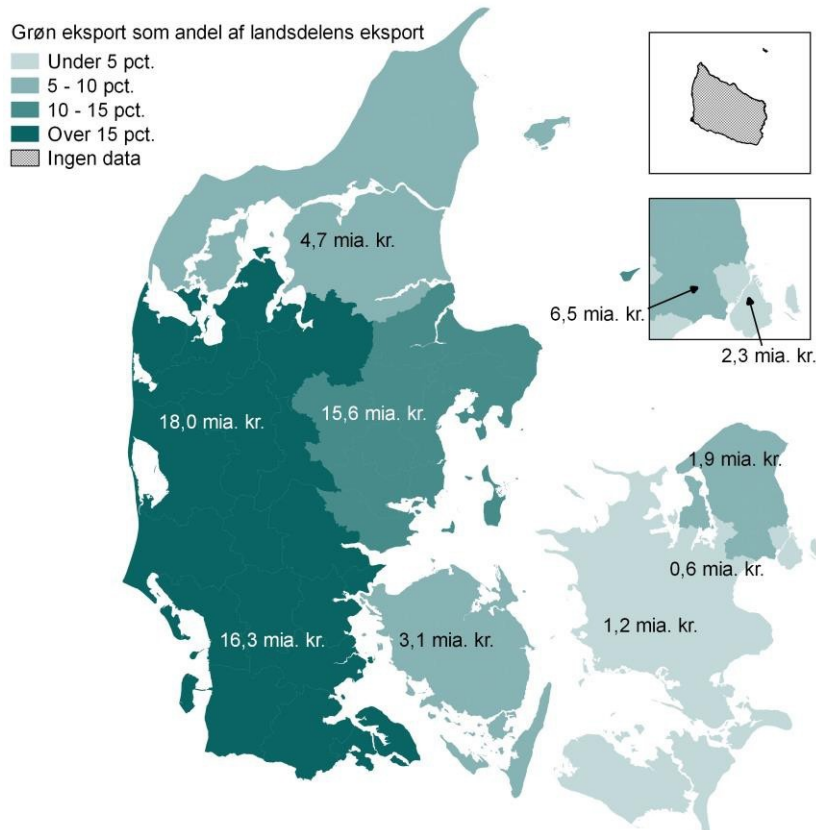 Grøn eksport som andel af landsdelens eksport
Under 5 pct.
5 - 10 pct.
10 - 15 pct.
Over 15 pct.
Ingen data
4,7 mia. kr.
6,5 mia. kr.
2,3 mia. kr.
18,0 mia. kr.
15,6 mia. kr.
1,9 mia. kr.
0,6 mia. kr.
1,2 mia. kr.
16,3 mia. kr.
3,1 mia. kr.